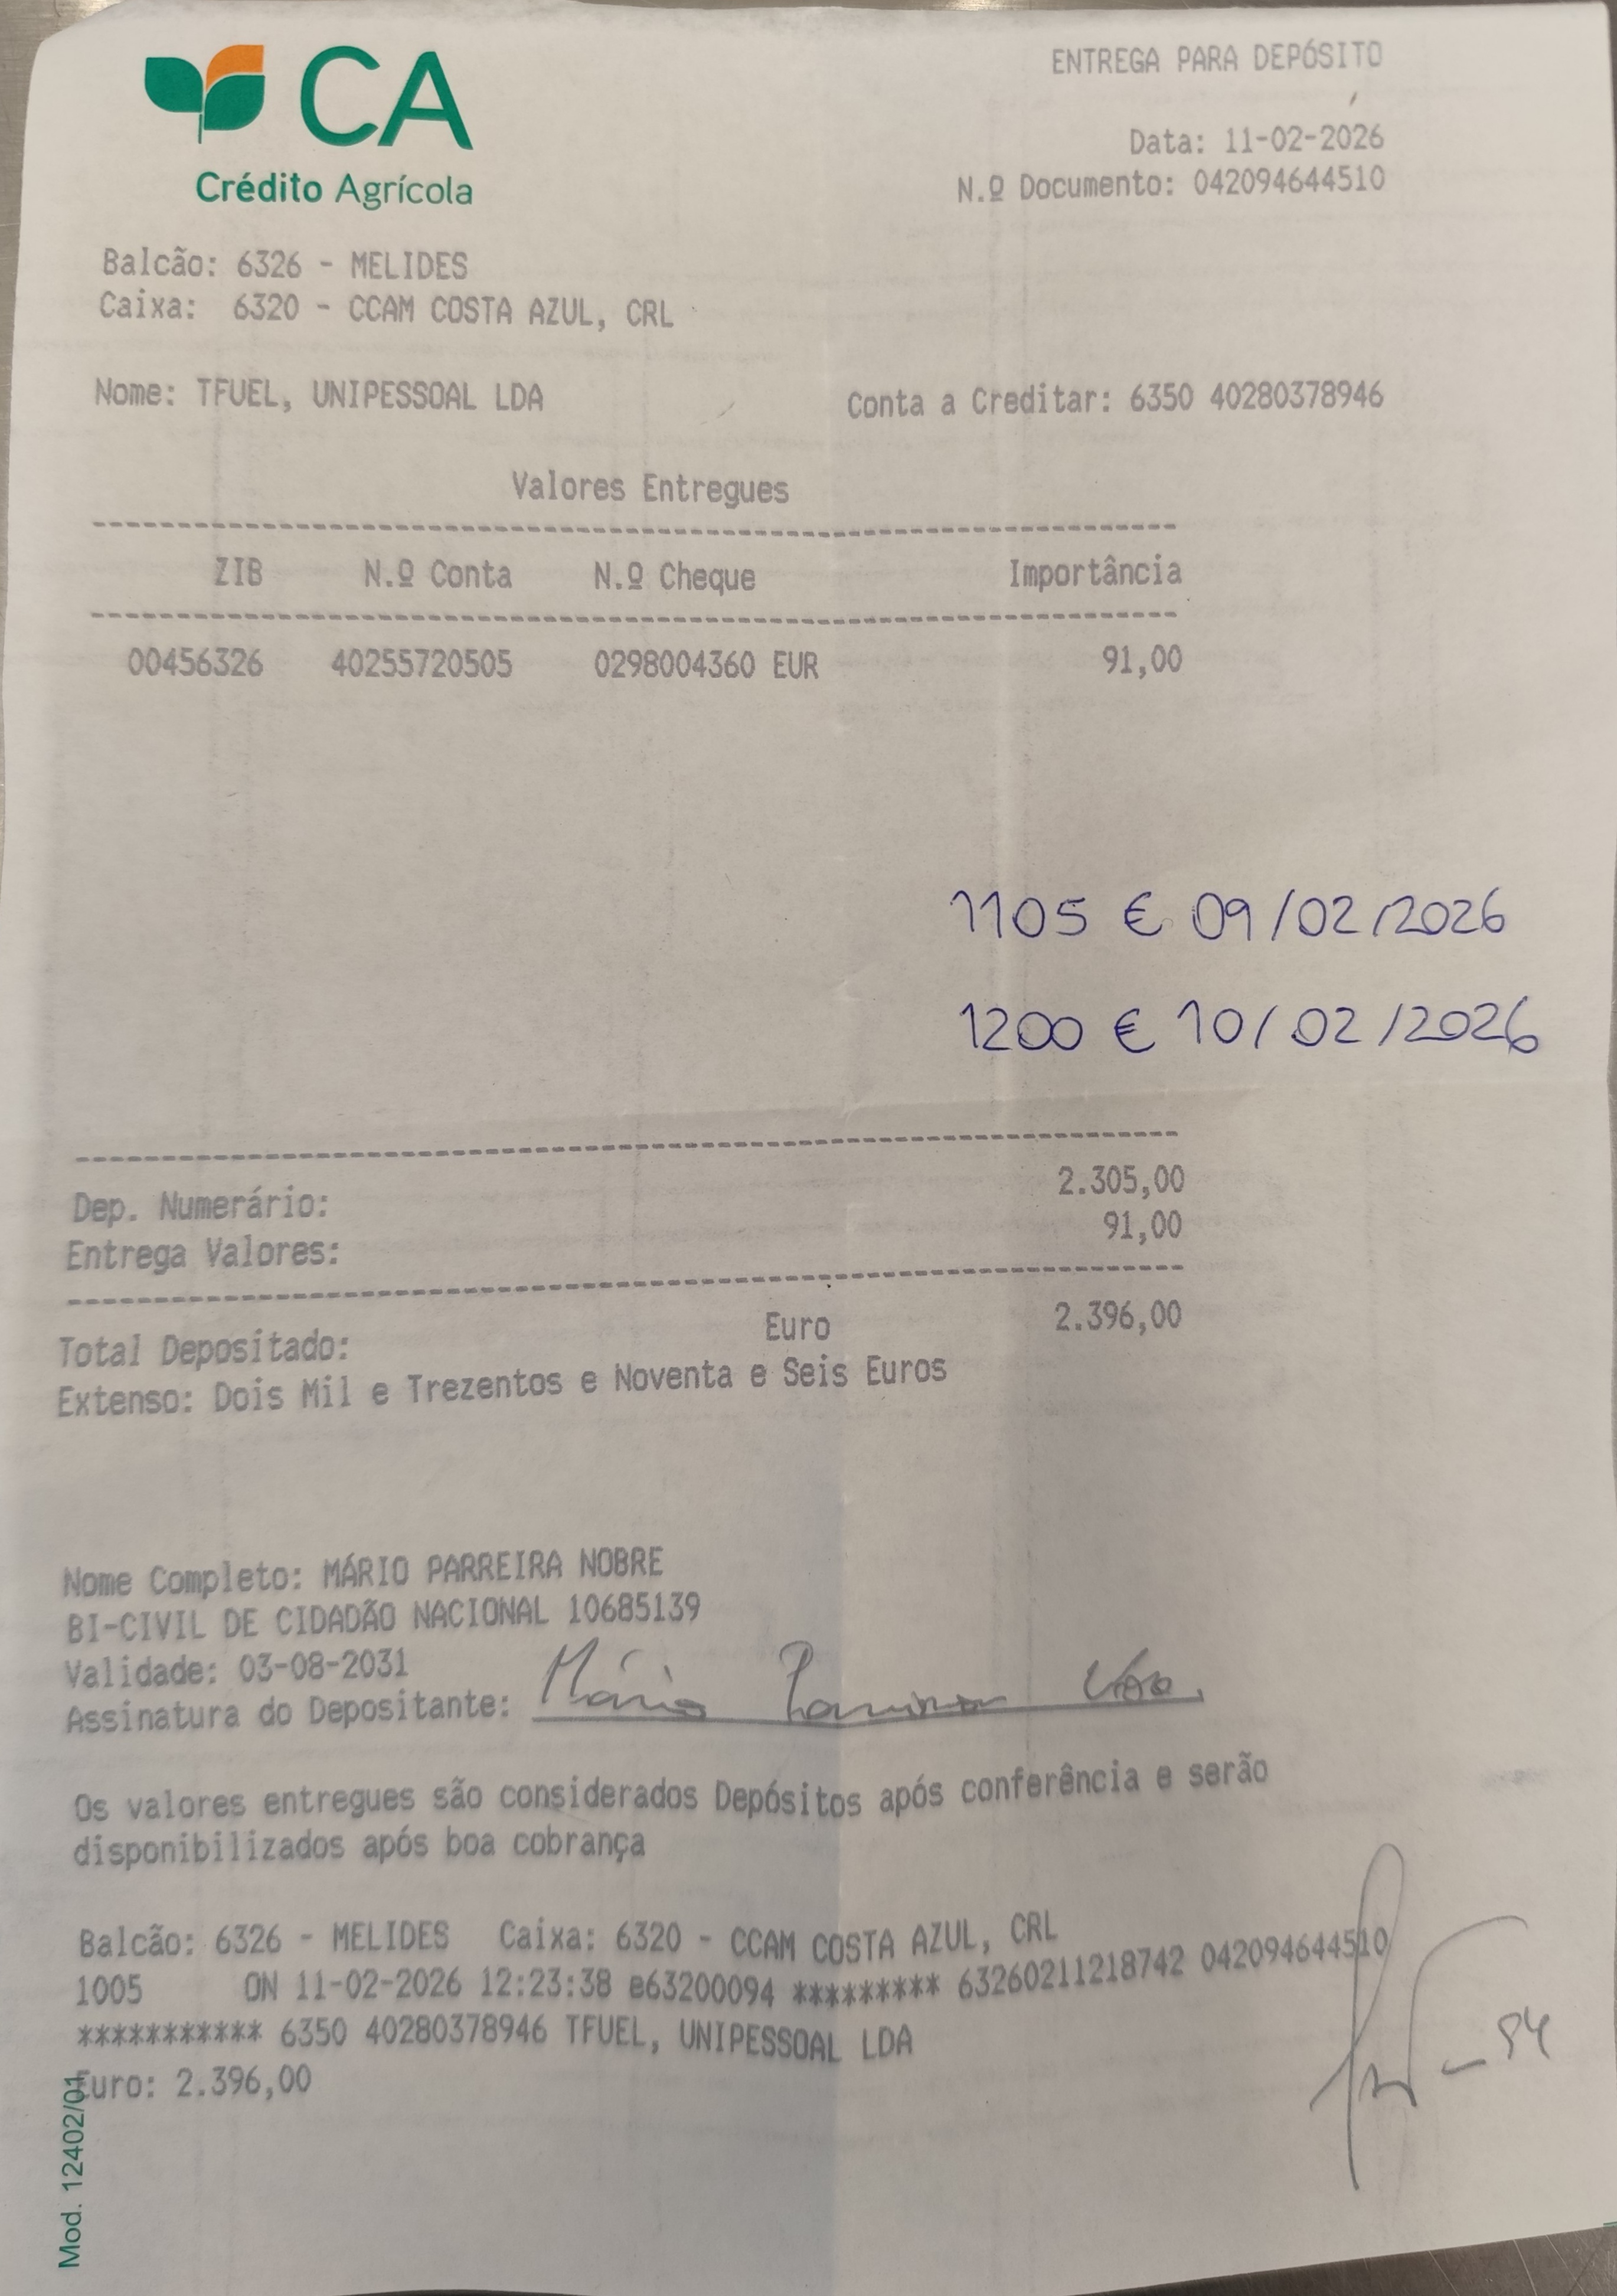 CA
Crédito Agrícola
ENTREGA PARA DEPÓSITO
Data: 11-02-2026
N.º Documento: 042094644510
Balcão: 6326 - MELIDES
Caixa: 6320 - CCAM COSTA AZUL, CRL
Nome: TFUEL, UNIPESSOAL LDA Conta a Creditar: 6350 40280378946
Valores Entregues
ZIB N.º Conta N.º Cheque Importância
00456326 40255720505 0298004360 EUR 91,00
1105 € 09/02/2026
1200 € 10/02/2026
Dep. Numerário: 2.305,00
Entrega Valores: 91,00
Total Depositado: Euro 2.396,00
Extenso: Dois Mil e Trezentos e Noventa e Seis Euros
Nome Completo: MÁRIO PARREIRA NOBRE
BI-CIVIL DE CIDADÃO NACIONAL 10685139
Validade: 03-08-2031
Assinatura do Depositante: Mário
Os valores entregues são considerados Depósitos após conferência e serão
disponibilizados após boa cobrança
Balcão: 6326 - MELIDES Caixa: 6320 - CCAM COSTA AZUL, CRL
1005 ON 11-02-2026 12:23:38 e63200094 ********* 63260211218742 042094644510
*********** 6350 40280378946 TFUEL, UNIPESSOAL LDA
Euro: 2.396,00
Mod. 12402/01